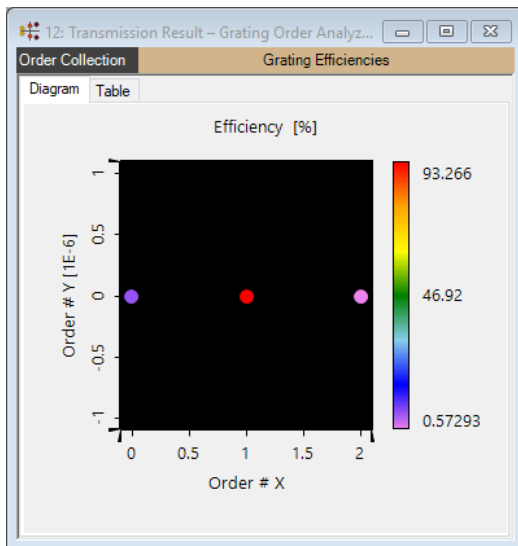 12: Transmission Result – Grating Order Analyz...
Order Collection
Grating Efficiencies
Diagram
Table
Efficiency [%]
1
0.5
0
-0.5
-1
Order # Y [1E-6]
93.266
46.92
0.57293
0
0.5
1
1.5
2
Order # X